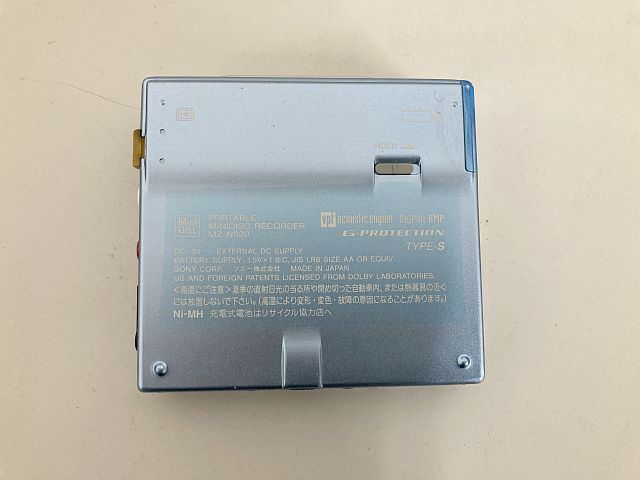 HOLD
Mini Disc
PORTABLE
MINIDISC RECORDER
MZ-N920
vpt acoustic engine DIGITAL AMP
G-PROTECTION
TYPE-S
DC 3V ⎓ EXTERNAL DC SUPPLY
BATTERY SUPPLY 1.5V×1 IEC, JIS LR6 SIZE AA OR EQUIV.
SONY CORP. ソニー株式会社 MADE IN JAPAN
US AND FOREIGN PATENTS LICENSED FROM DOLBY LABORATORIES
<高温にご注意>夏季の直射日光の当る所や閉め切った自動車内、または熱器具の近く
には放置しないで下さい。(高温により変形・変色・故障の原因になることがあります。)
Ni-MH 充電式電池はリサイクル協力店へ